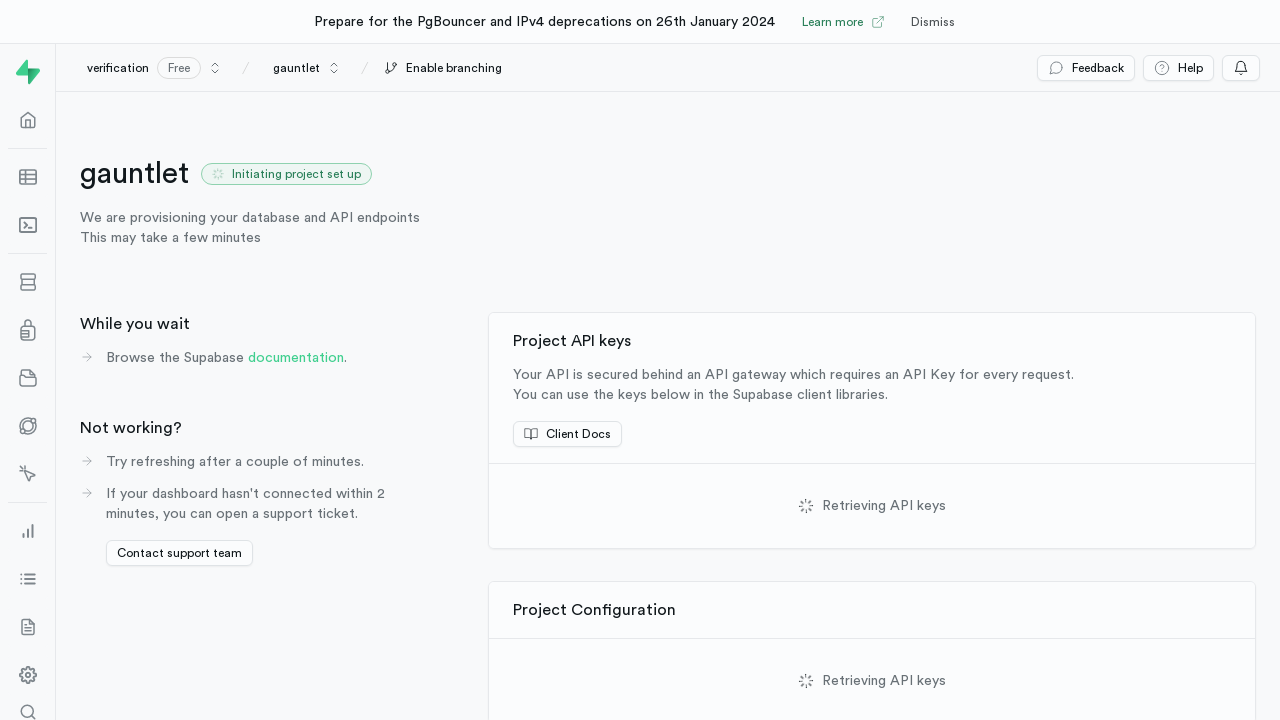 Prepare for the PgBouncer and IPv4 deprecations on 26th January 2024 Learn more Dismiss
verification Free / gauntlet / Enable branching Feedback Help
gauntlet Initiating project set up
We are provisioning your database and API endpoints
This may take a few minutes
While you wait
Browse the Supabase documentation.
Not working?
Try refreshing after a couple of minutes.
If your dashboard hasn't connected within 2
minutes, you can open a support ticket.
Contact support team
Project API keys
Your API is secured behind an API gateway which requires an API Key for every request.
You can use the keys below in the Supabase client libraries.
Client Docs
Retrieving API keys
Project Configuration
Retrieving API keys